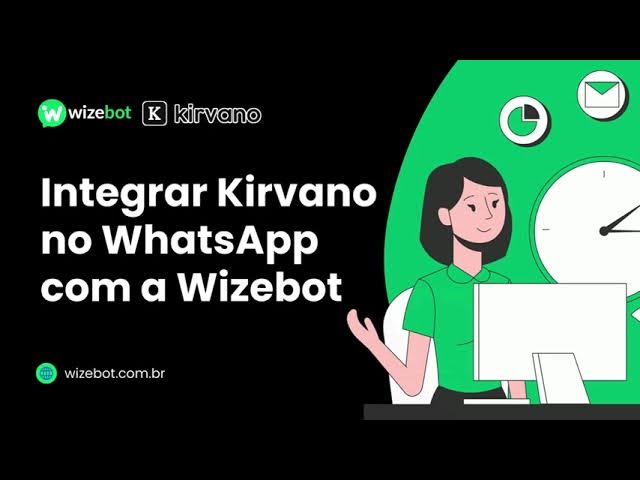 wizebot K kirvano
Integrar Kirvano
no WhatsApp
com a Wizebot
wizebot.com.br